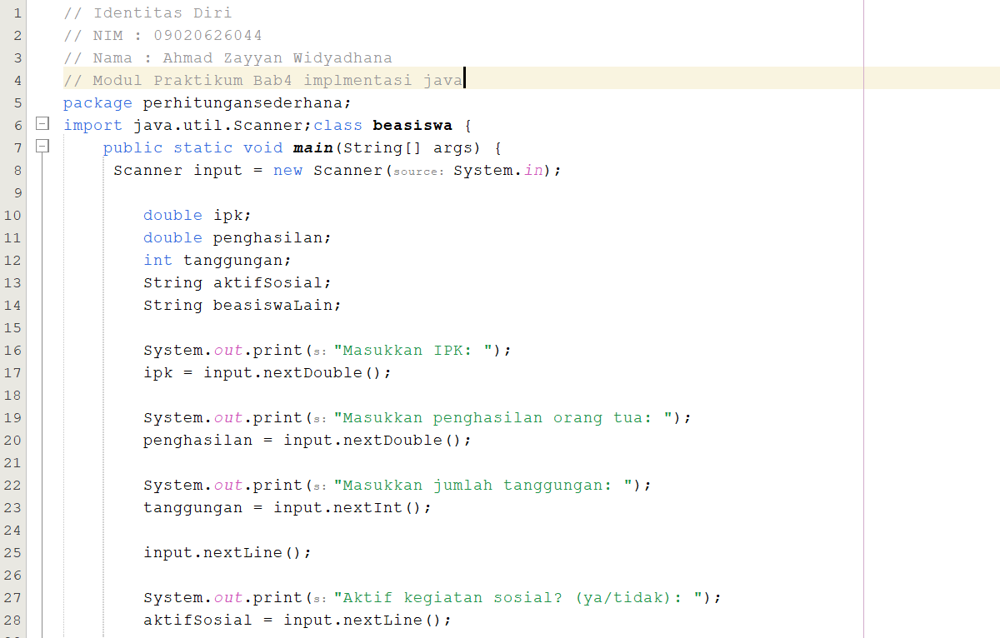 1 // Identitas Diri
2 // NIM : 09020626044
3 // Nama : Ahmad Zayyan Widyadhana
4 // Modul Praktikum Bab4 implmentasi java
5 package perhitungansederhana;
6 import java.util.Scanner;class beasiswa {
7 public static void main(String[] args) {
8 Scanner input = new Scanner(source: System.in);
9
10 double ipk;
11 double penghasilan;
12 int tanggungan;
13 String aktifSosial;
14 String beasiswaLain;
15
16 System.out.print(s: "Masukkan IPK: ");
17 ipk = input.nextDouble();
18
19 System.out.print(s: "Masukkan penghasilan orang tua: ");
20 penghasilan = input.nextDouble();
21
22 System.out.print(s: "Masukkan jumlah tanggungan: ");
23 tanggungan = input.nextInt();
24
25 input.nextLine();
26
27 System.out.print(s: "Aktif kegiatan sosial? (ya/tidak): ");
28 aktifSosial = input.nextLine();